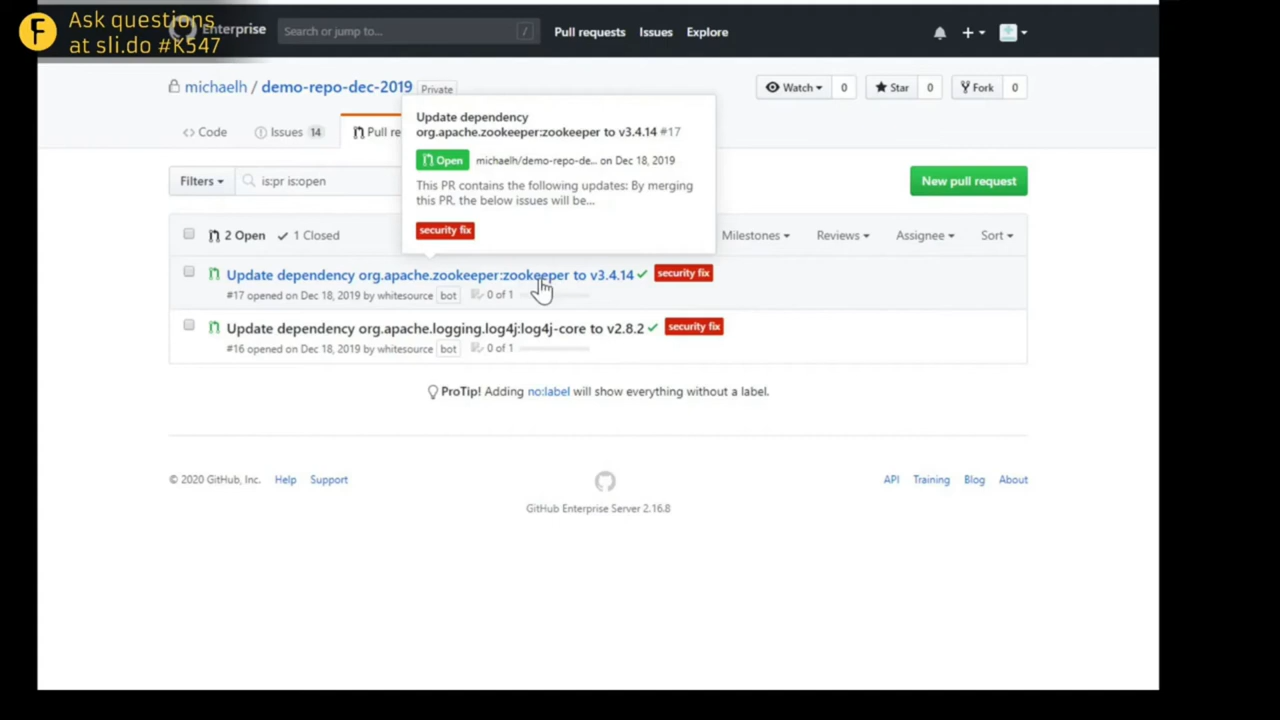 Ask questions
at sli.do #K547
Enterprise
Search or jump to...
/
Pull requests
Issues
Explore
michaelh / demo-repo-dec-2019
Private
Watch
0
Star
0
Fork
0
Code
Issues 14
Pull re
Update dependency
org.apache.zookeeper:zookeeper to v3.4.14 #17
Open
michaelh/demo-repo-de... on Dec 18, 2019
This PR contains the following updates: By merging
this PR, the below issues will be...
security fix
Filters
is:pr is:open
New pull request
2 Open
1 Closed
Milestones
Reviews
Assignee
Sort
Update dependency org.apache.zookeeper:zookeeper to v3.4.14
security fix
#17 opened on Dec 18, 2019 by whitesource bot 0 of 1
Update dependency org.apache.logging.log4j:log4j-core to v2.8.2
security fix
#16 opened on Dec 18, 2019 by whitesource bot 0 of 1
ProTip! Adding no:label will show everything without a label.
© 2020 GitHub, Inc.
Help
Support
API
Training
Blog
About
GitHub Enterprise Server 2.16.8